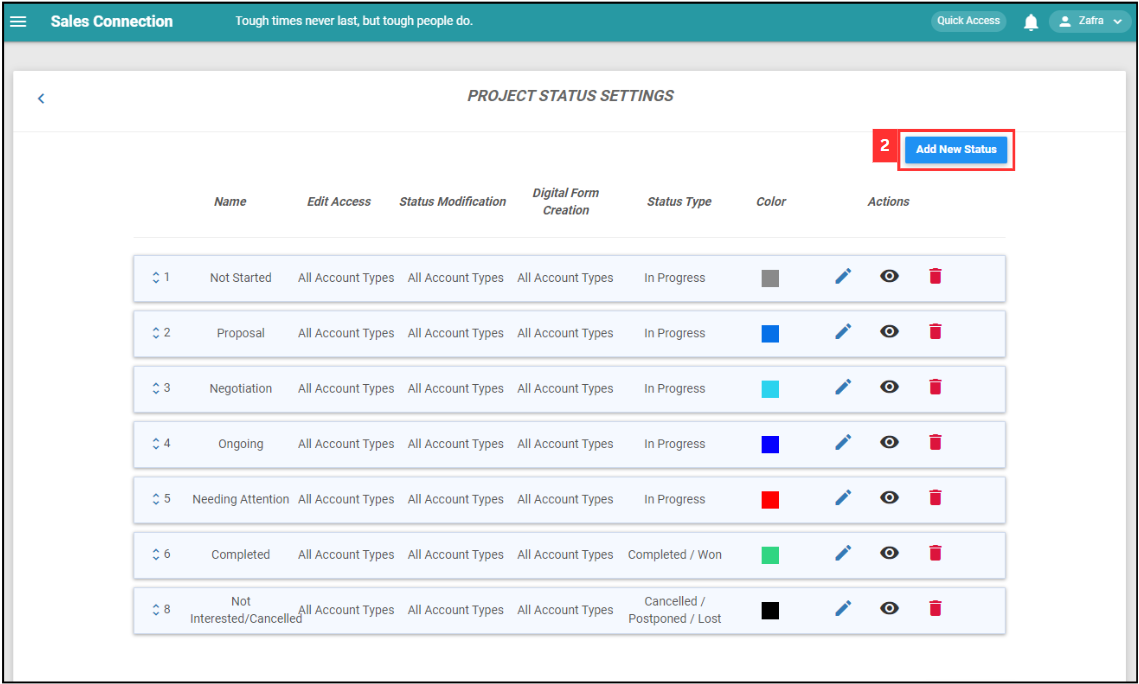 Sales Connection Tough times never last, but tough people do. Quick Access Zafra
PROJECT STATUS SETTINGS
2 Add New Status
Name Edit Access Status Modification Digital Form Creation Status Type Color Actions
1 Not Started All Account Types All Account Types All Account Types In Progress
2 Proposal All Account Types All Account Types All Account Types In Progress
3 Negotiation All Account Types All Account Types All Account Types In Progress
4 Ongoing All Account Types All Account Types All Account Types In Progress
5 Needing Attention All Account Types All Account Types All Account Types In Progress
6 Completed All Account Types All Account Types All Account Types Completed / Won
8 Not Interested/Cancelled All Account Types All Account Types All Account Types Cancelled / Postponed / Lost